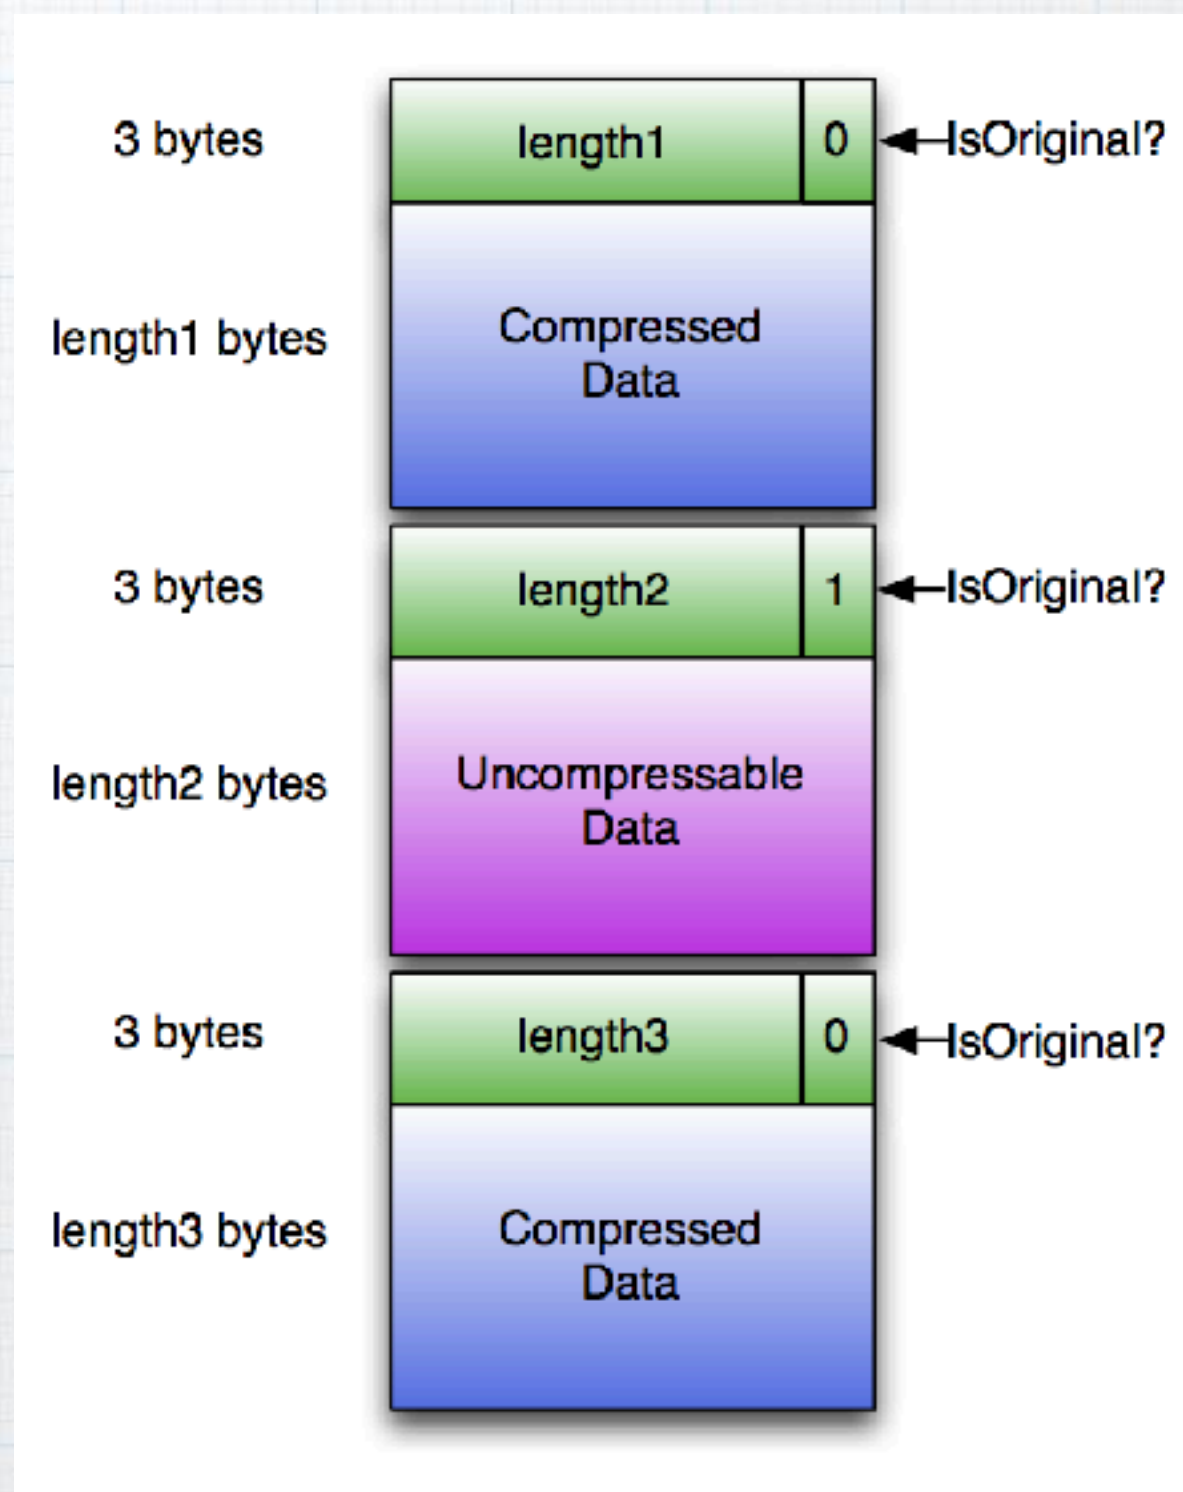 3 bytes
length1
0
IsOriginal?
length1 bytes
Compressed
Data
3 bytes
length2
1
IsOriginal?
length2 bytes
Uncompressable
Data
3 bytes
length3
0
IsOriginal?
length3 bytes
Compressed
Data